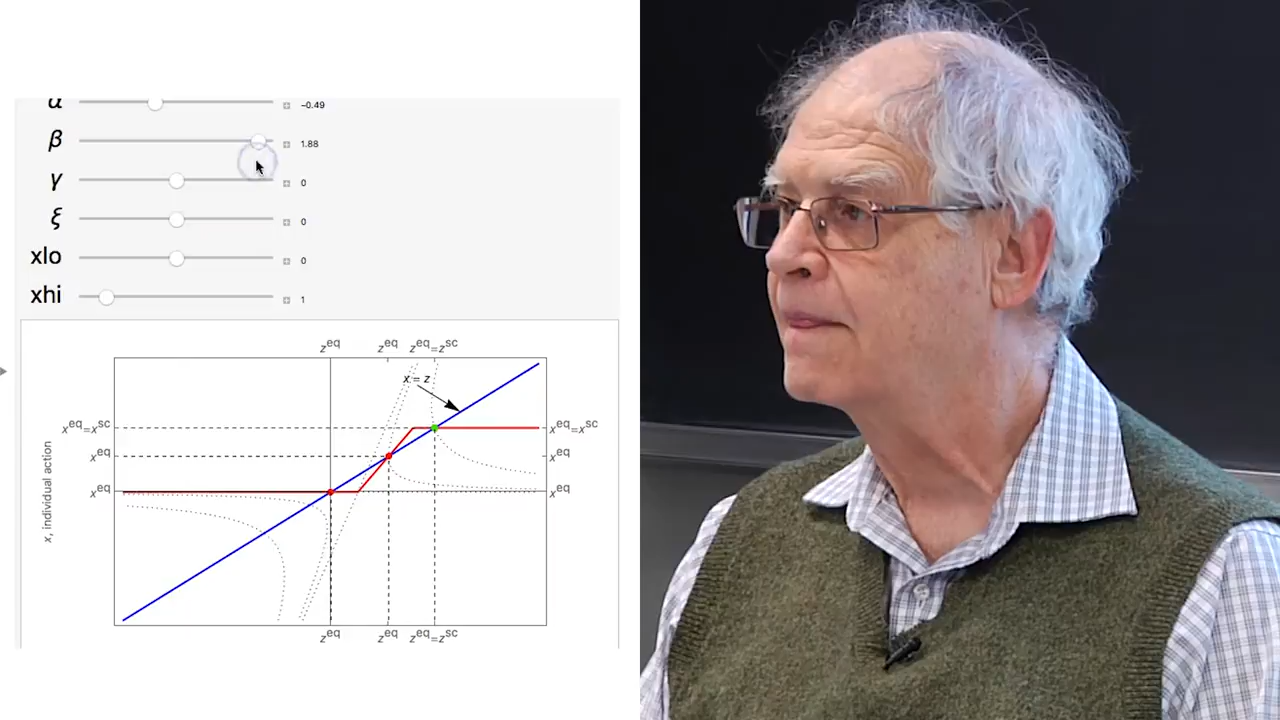 α −0.49
β 1.88
γ 0
ξ 0
xlo 0
xhi 1
z^eq z^eq z^eq=z^sc
x = z
x^eq=x^sc x^eq=x^sc
x^eq x^eq
x^eq x^eq
x, individual action
z^eq z^eq z^eq=z^sc